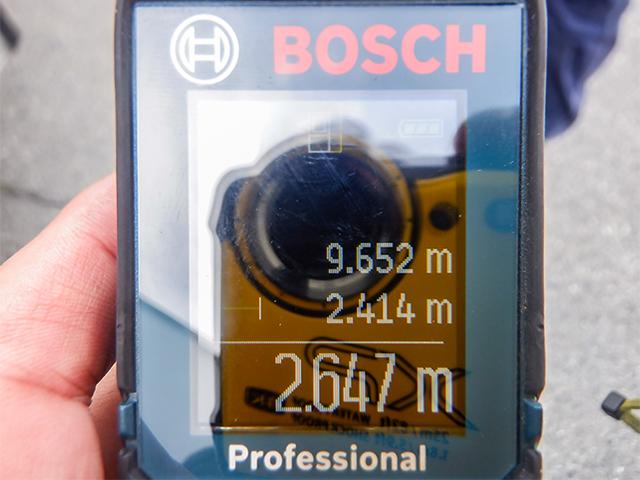 BOSCH
9.652 m
2.414 m
2.647 m
Professional